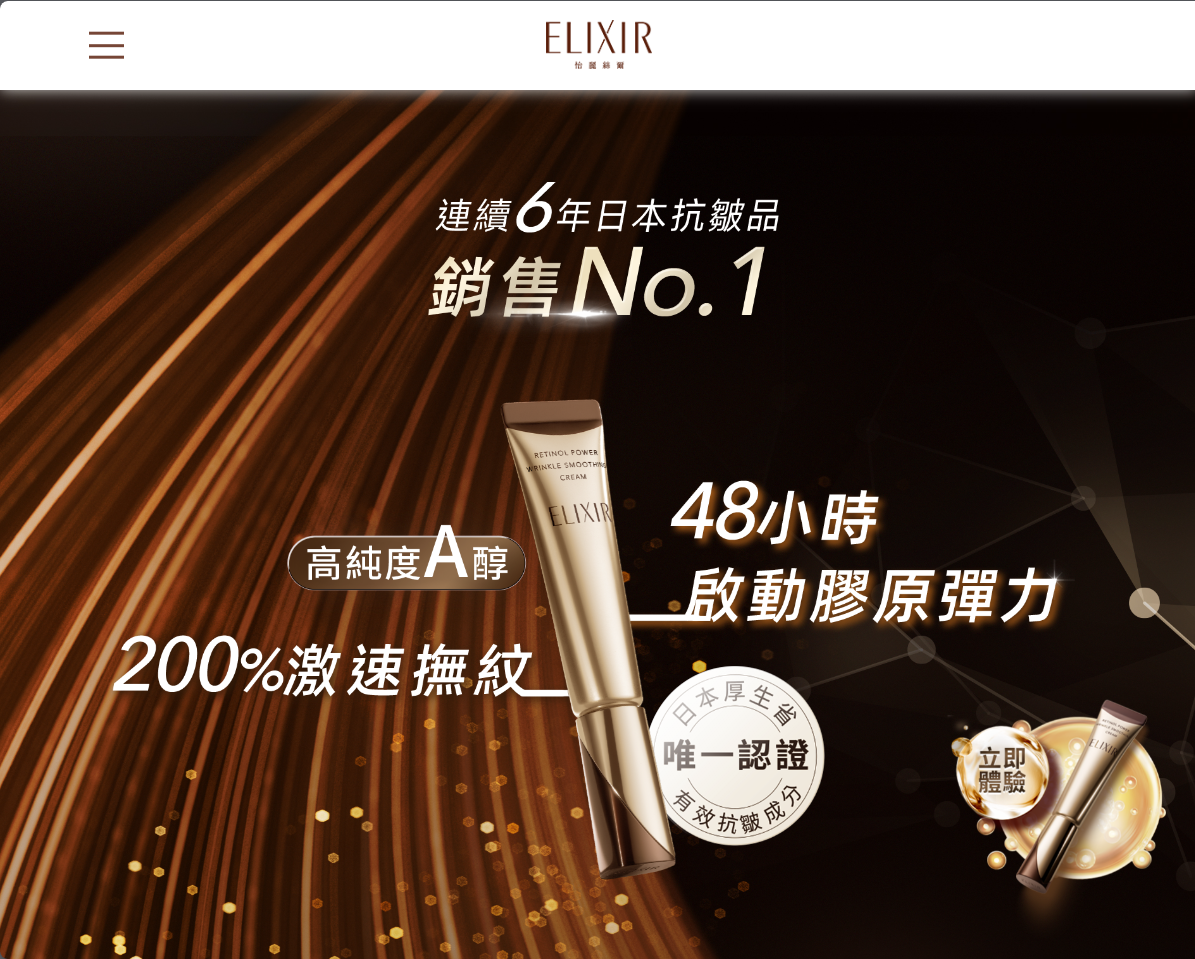 ELIXIR
怡麗絲爾
連續6年日本抗皺品
銷售No.1
RETINOL POWER
WRINKLE SMOOTHING
CREAM
ELIXIR
高純度A醇
200%激速撫紋
48小時
啟動膠原彈力
日本厚生省
唯一認證
有效抗皺成分
立即
體驗
ELIXIR